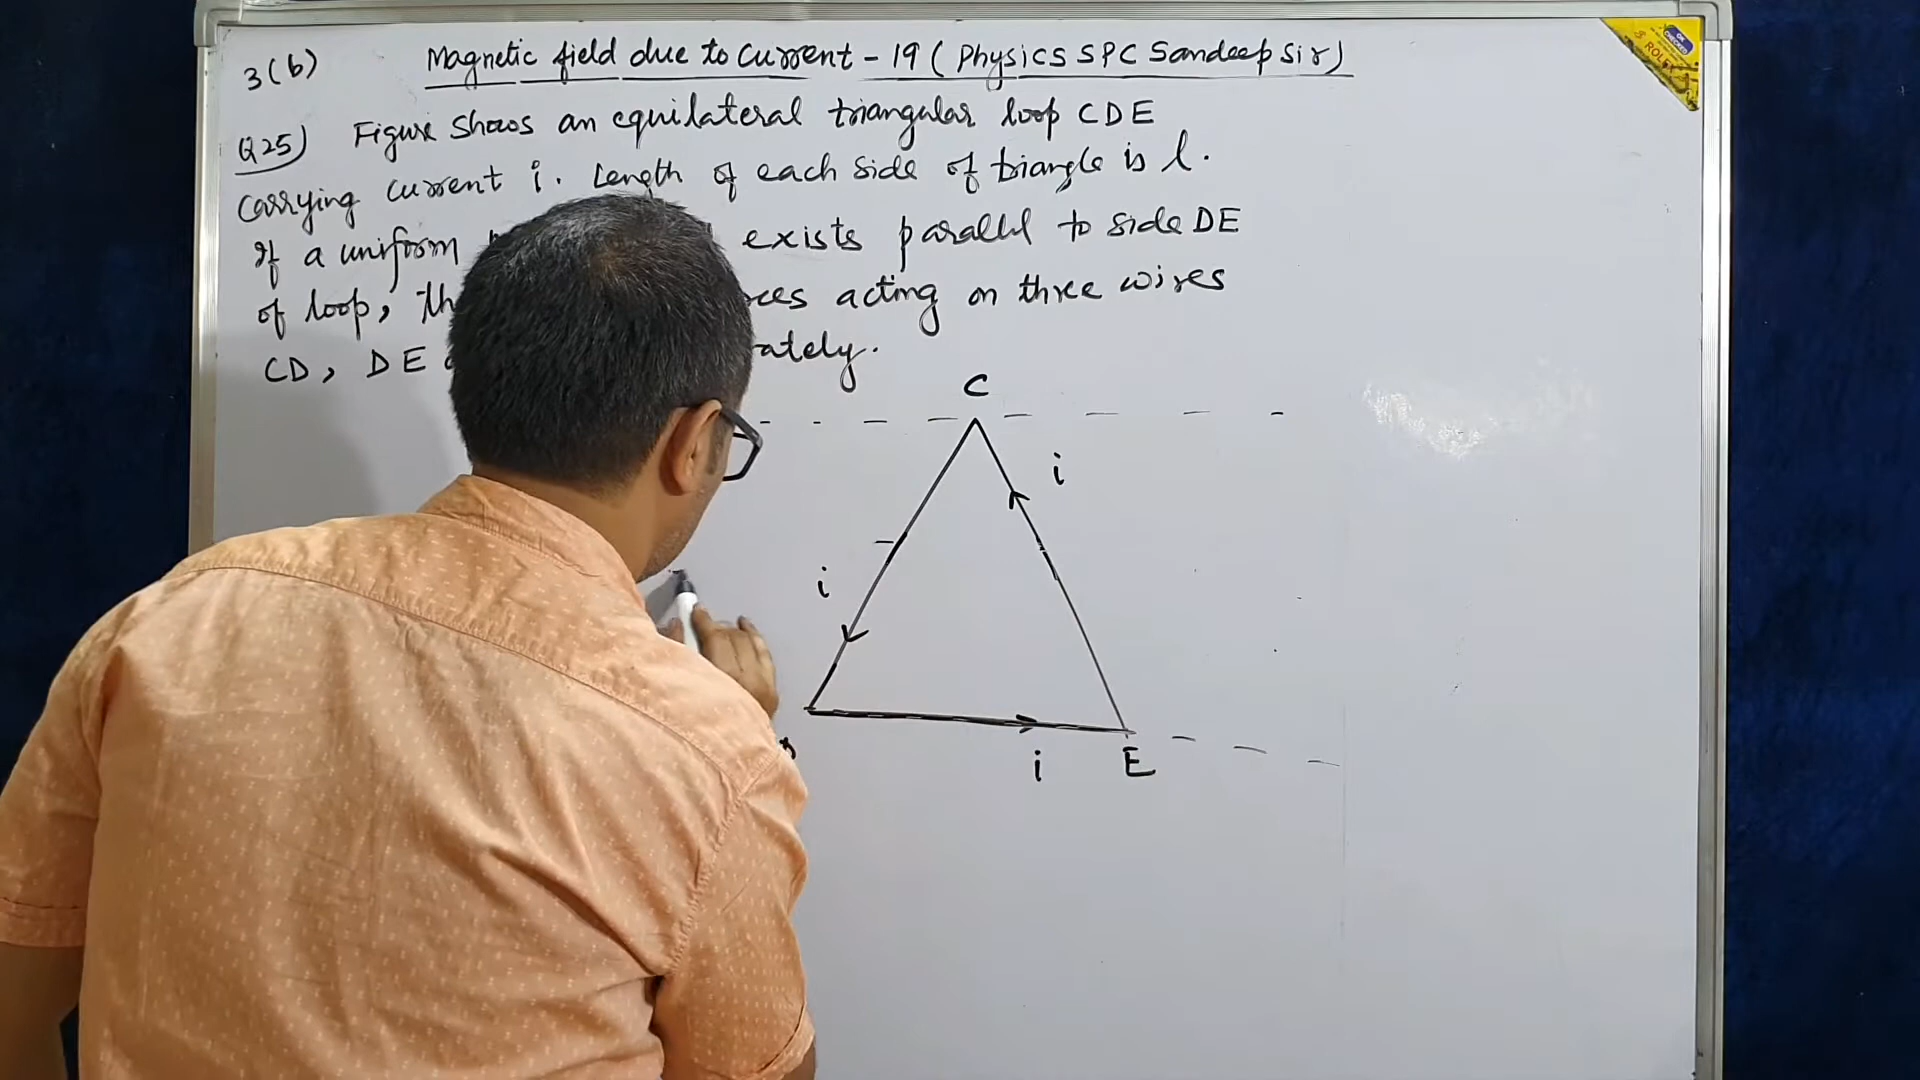 3(b) Magnetic field due to Current - 19 (Physics SPC Sandeep Sir)
Q25) Figure Shows an equilateral triangular loop CDE
Carrying current i. Length of each side of triangle is l.
If a uniform exists parallel to side DE
of loop, acting on three wires
CD, DE
C
i
i
i
E
ROLEX